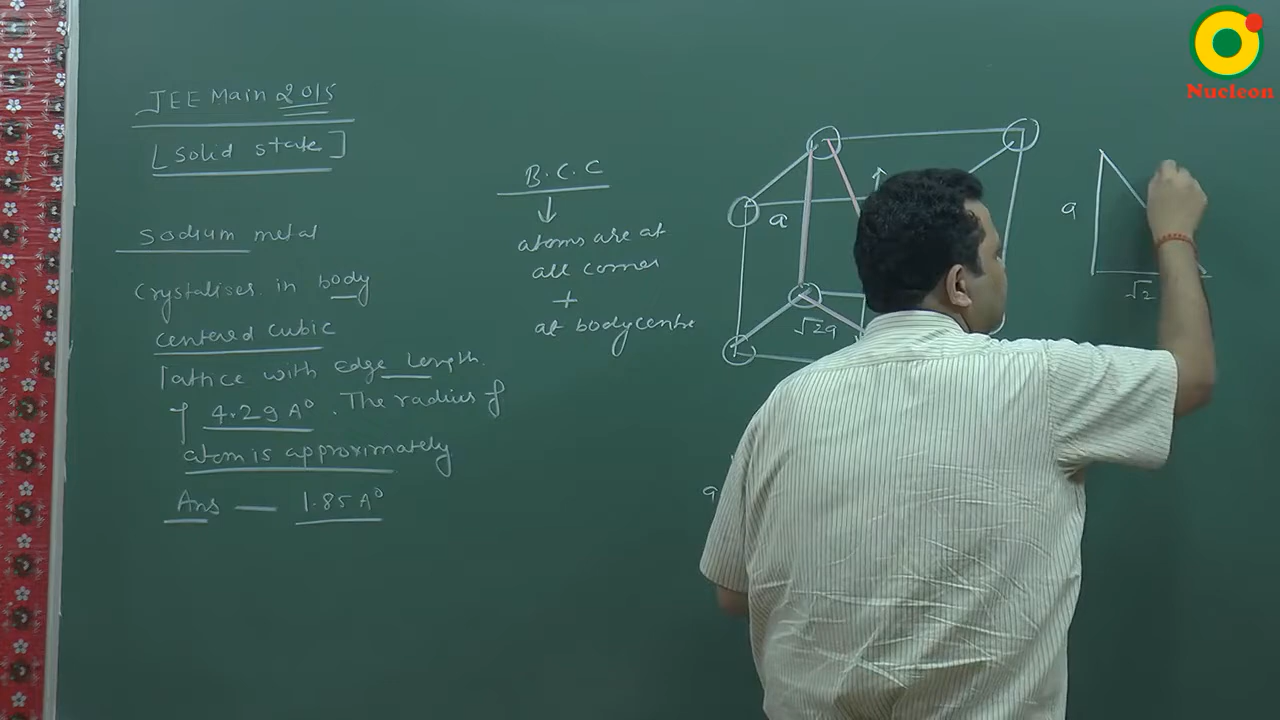 JEE Main 2015
[Solid state]
Sodium metal
Crystalises in body
centered cubic
lattice with edge length
of 4.29 A°. The radius of
atom is approximately
Ans — 1.85 A°
B.C.C
↓
atoms are at
all corner
+
at bodycentre
a
√2a
a
a
√2
Nucleon